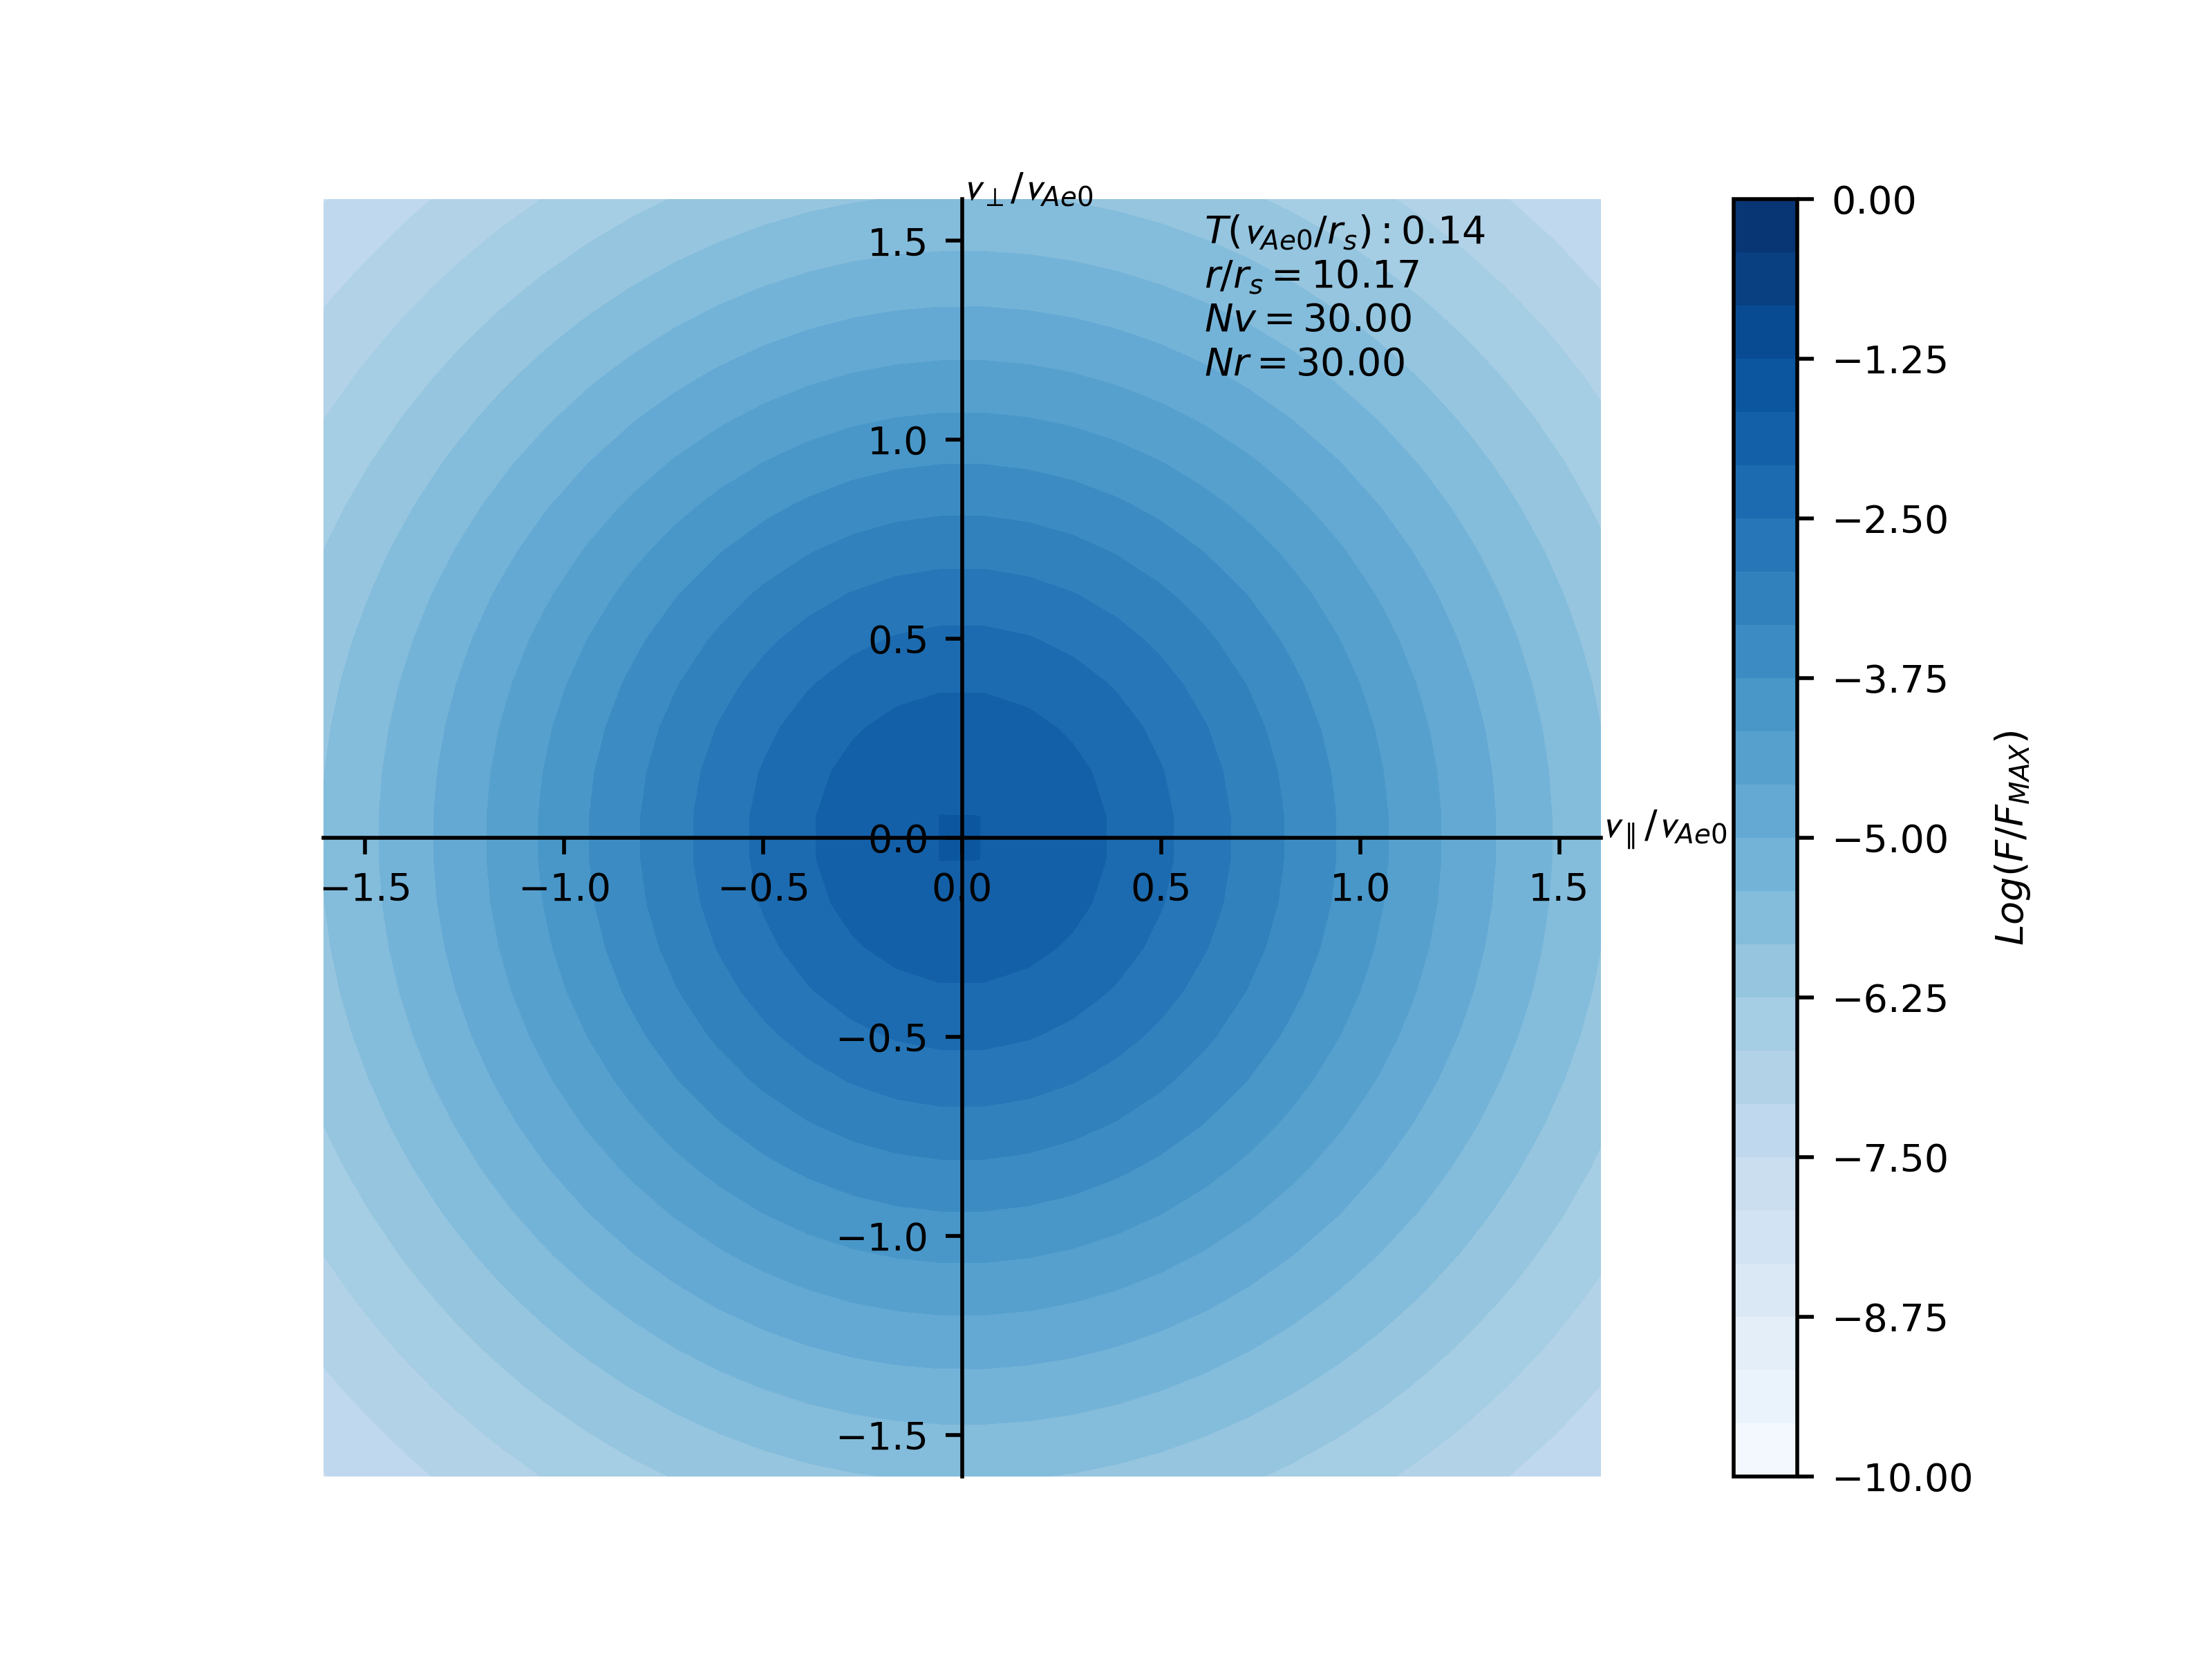 v⊥/vAe0
T(vAe0/rs) : 0.14
r/rs = 10.17
Nv = 30.00
Nr = 30.00
1.5
1.0
0.5
0.0
−0.5
−1.0
−1.5
−1.5 −1.0 −0.5 0.0 0.5 1.0 1.5
v∥/vAe0
0.00
−1.25
−2.50
−3.75
−5.00
−6.25
−7.50
−8.75
−10.00
Log(F/FMAX)